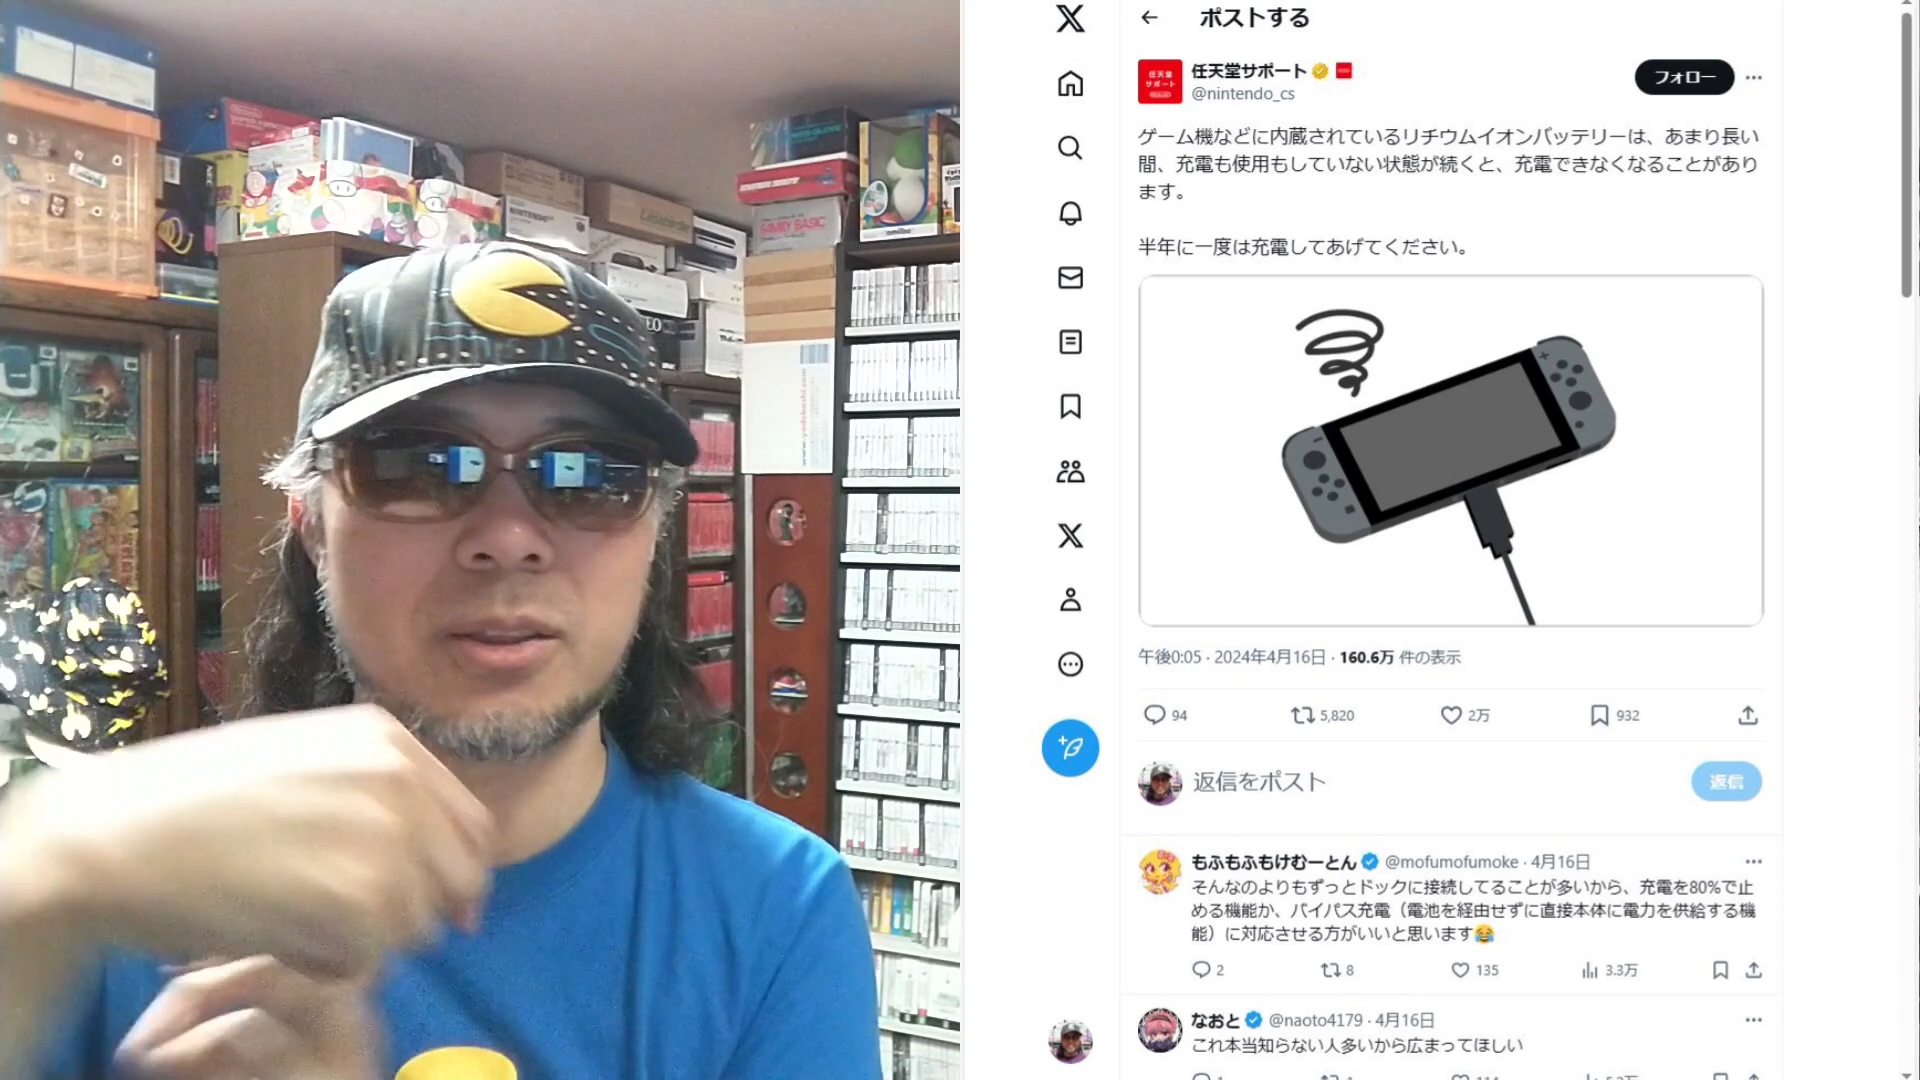 ポストする
任天堂サポート
フォロー
@nintendo_cs
ゲーム機などに内蔵されているリチウムイオンバッテリーは、あまり長い
間、充電も使用もしていない状態が続くと、充電できなくなることがあり
ます。
半年に一度は充電してあげてください。
午後0:05 · 2024年4月16日 · 160.6万 件の表示
94
5,820
2万
932
返信をポスト
返信
もふもふもけむーとん @mofumofumoke · 4月16日
そんなのよりもずっとドックに接続してることが多いから、充電を80%で止
める機能か、バイパス充電（電池を経由せずに直接本体に電力を供給する機
能）に対応させる方がいいと思います😂
2
8
135
3.3万
なおと @naoto4179 · 4月16日
これ本当知らない人多いから広まってほしい
FAMILY BASIC
NINTENDO
amiibo